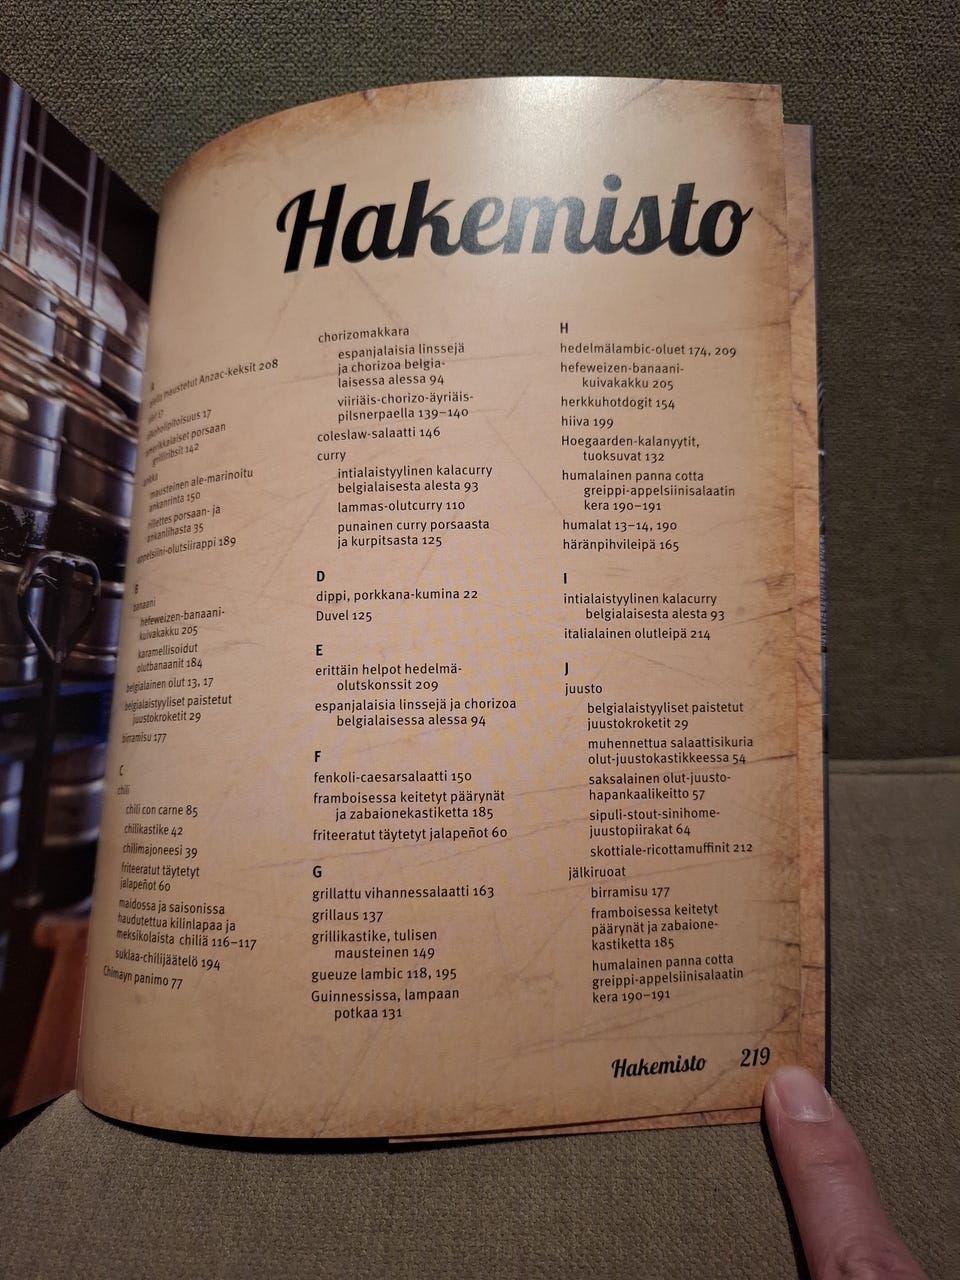 Hakemisto
A
alella maustetut Anzac-keksit 208
alet 17
alkoholipitoisuus 17
amerikkalaiset porsaan
grilliribsit 142
ankka
mausteinen ale-marinoitu
ankanrinta 150
rillettes porsaan- ja
ankanlihasta 35
appelsiini-olutsiirappi 189
B
banaani
hefeweizen-banaani-
kuivakakku 205
karamellisoidut
olutbanaanit 184
belgialainen olut 13, 17
belgialaistyyliset paistetut
juustokroketit 29
birramisu 177
C
chili
chili con carne 85
chilikastike 42
chilimajoneesi 39
friteeratut täytetyt
jalapeñot 60
maidossa ja saisonissa
haudutettua kilinlapaa ja
meksikolaista chiliä 116–117
suklaa-chilijäätelö 194
Chimayn panimo 77
chorizomakkara
espanjalaisia linssejä
ja chorizoa belgia-
laisessa alessa 94
viiriäis-chorizo-äyriäis-
pilsnerpaella 139–140
coleslaw-salaatti 146
curry
intialaistyylinen kalacurry
belgialaisesta alesta 93
lammas-olutcurry 110
punainen curry porsaasta
ja kurpitsasta 125
D
dippi, porkkana-kumina 22
Duvel 125
E
erittäin helpot hedelmä-
olutskonssit 209
espanjalaisia linssejä ja chorizoa
belgialaisessa alessa 94
F
fenkoli-caesarsalaatti 150
framboisessa keitetyt päärynät
ja zabaionekastiketta 185
friteeratut täytetyt jalapeñot 60
G
grillattu vihannessalaatti 163
grillaus 137
grillikastike, tulisen
mausteinen 149
gueuze lambic 118, 195
Guinnessissa, lampaan
potkaa 131
H
hedelmälambic-oluet 174, 209
hefeweizen-banaani-
kuivakakku 205
herkkuhotdogit 154
hiiva 199
Hoegaarden-kalanyytit,
tuoksuvat 132
humalainen panna cotta
greippi-appelsiinisalaatin
kera 190–191
humalat 13–14, 190
häränpihvileipä 165
I
intialaistyylinen kalacurry
belgialaisesta alesta 93
italialainen olutleipä 214
J
juusto
belgialaistyyliset paistetut
juustokroketit 29
muhennettua salaattisikuria
olut-juustokastikkeessa 54
saksalainen olut-juusto-
hapankaalikeitto 57
sipuli-stout-sinihome-
juustopiirakat 64
skottiale-ricottamuffinit 212
jälkiruoat
birramisu 177
framboisessa keitetyt
päärynät ja zabaione-
kastiketta 185
humalainen panna cotta
greippi-appelsiinisalaatin
kera 190–191
Hakemisto 219